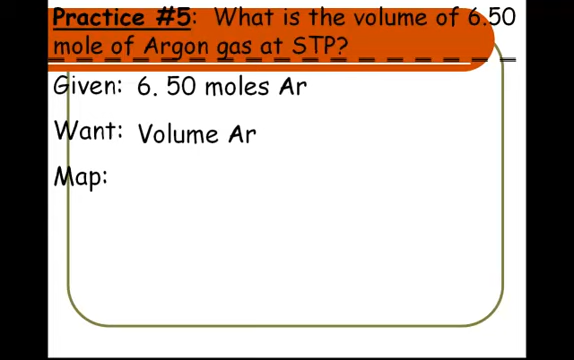 Practice #5: What is the volume of 6.50
mole of Argon gas at STP?
Given: 6. 50 moles Ar
Want: Volume Ar
Map: